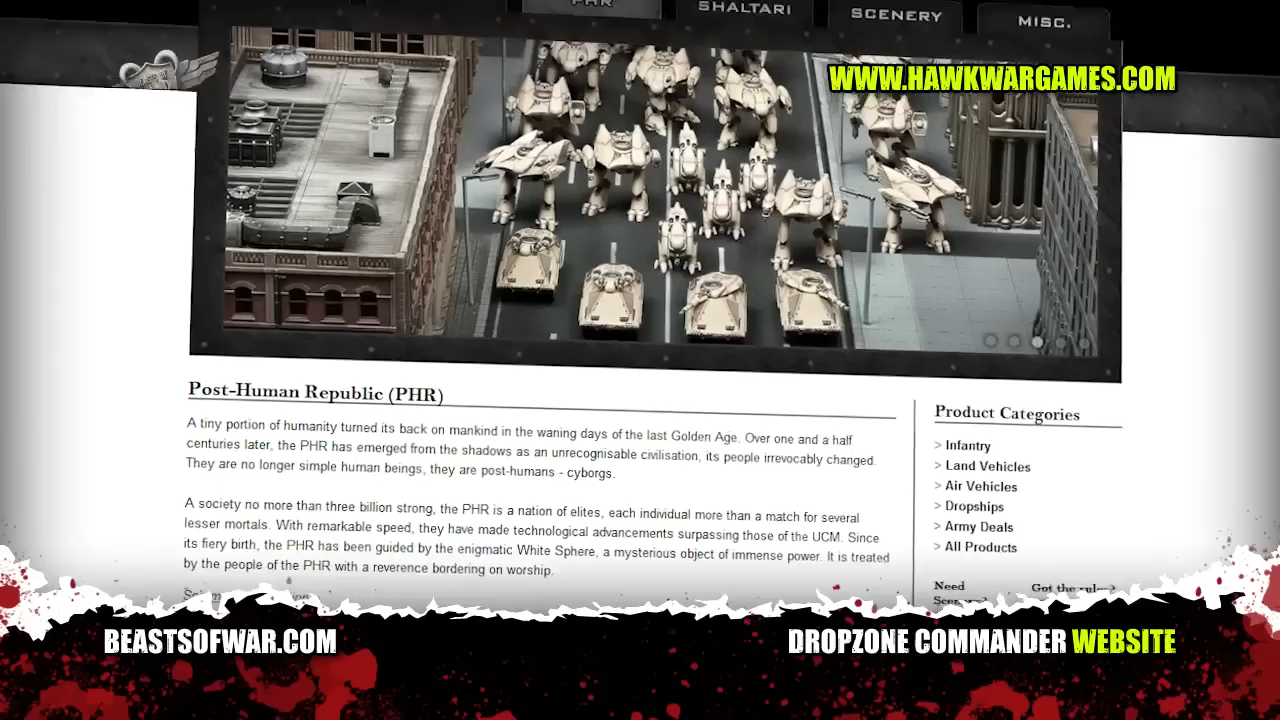 PHR
SHALTARI
SCENERY
MISC.
WWW.HAWKWARGAMES.COM
Post-Human Republic (PHR)
A tiny portion of humanity turned its back on mankind in the waning days of the last Golden Age. Over one and a half
centuries later, the PHR has emerged from the shadows as an unrecognisable civilisation, its people irrevocably changed.
They are no longer simple human beings, they are post-humans - cyborgs.
A society no more than three billion strong, the PHR is a nation of elites, each individual more than a match for several
lesser mortals. With remarkable speed, they have made technological advancements surpassing those of the UCM. Since
its fiery birth, the PHR has been guided by the enigmatic White Sphere, a mysterious object of immense power. It is treated
by the people of the PHR with a reverence bordering on worship.
Product Categories
> Infantry
> Land Vehicles
> Air Vehicles
> Dropships
> Army Deals
> All Products
Need
Got the rules?
BEASTSOFWAR.COM
DROPZONE COMMANDER WEBSITE